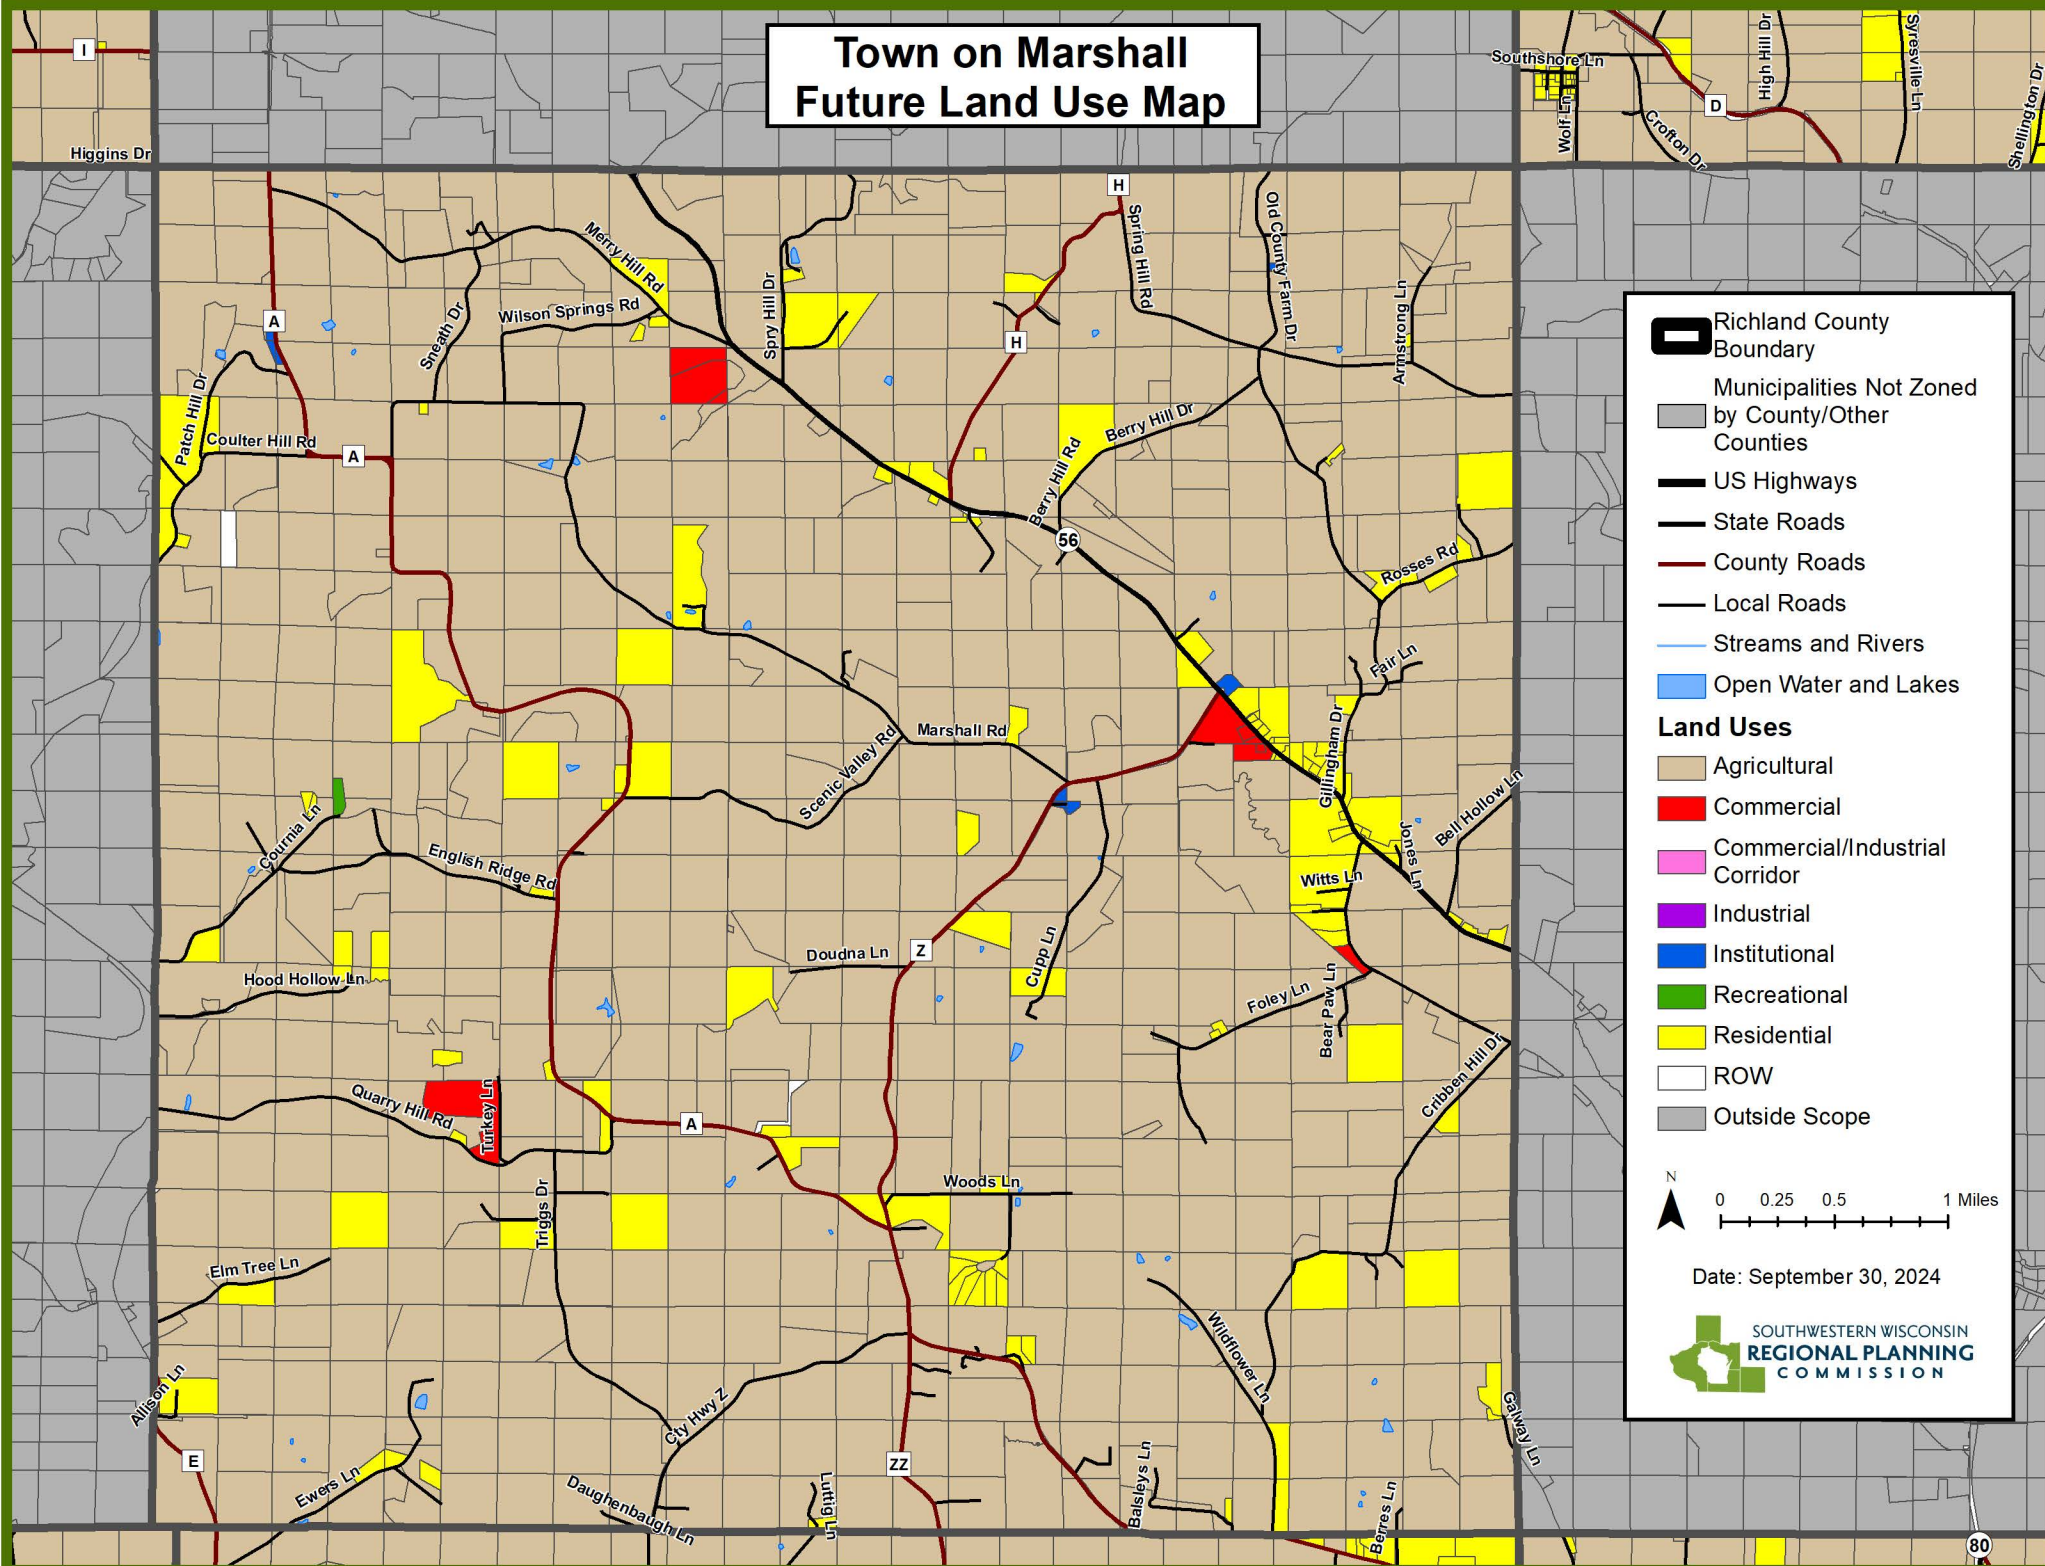 Town on Marshall
Future Land Use Map
I
Higgins Dr
Southshore Ln
Wolf Ln
Crofton Dr
D
High Hill Dr
Syresville Ln
Shellington Dr
H
A
Merry Hill Rd
Wilson Springs Rd
Sneath Dr
Spry Hill Dr
Spring Hill Rd
Old County Farm Dr
Armstrong Ln
H
Patch Hill Dr
Coulter Hill Rd
A
Berry Hill Dr
Berry Hill Rd
56
Rosses Rd
Fair Ln
Gillingham Dr
Marshall Rd
Scenic Valley Rd
Cournia Ln
English Ridge Rd
Jones Ln
Bell Hollow Ln
Witts Ln
Hood Hollow Ln
Doudna Ln
Z
Cupp Ln
Foley Ln
Bear Paw Ln
Cribben Hill Dr
Quarry Hill Rd
Turkey Ln
A
Woods Ln
Triggs Dr
Elm Tree Ln
Wildflower Ln
Allison Ln
Cty Hwy Z
Galway Ln
E
ZZ
Ewers Ln
Daughenbaugh Ln
Luttig Ln
Balsleys Ln
Berres Ln
80
Richland County
Boundary
Municipalities Not Zoned
by County/Other
Counties
US Highways
State Roads
County Roads
Local Roads
Streams and Rivers
Open Water and Lakes
Land Uses
Agricultural
Commercial
Commercial/Industrial
Corridor
Industrial
Institutional
Recreational
Residential
ROW
Outside Scope
N
0 0.25 0.5 1 Miles
Date: September 30, 2024
SOUTHWESTERN WISCONSIN
REGIONAL PLANNING
COMMISSION